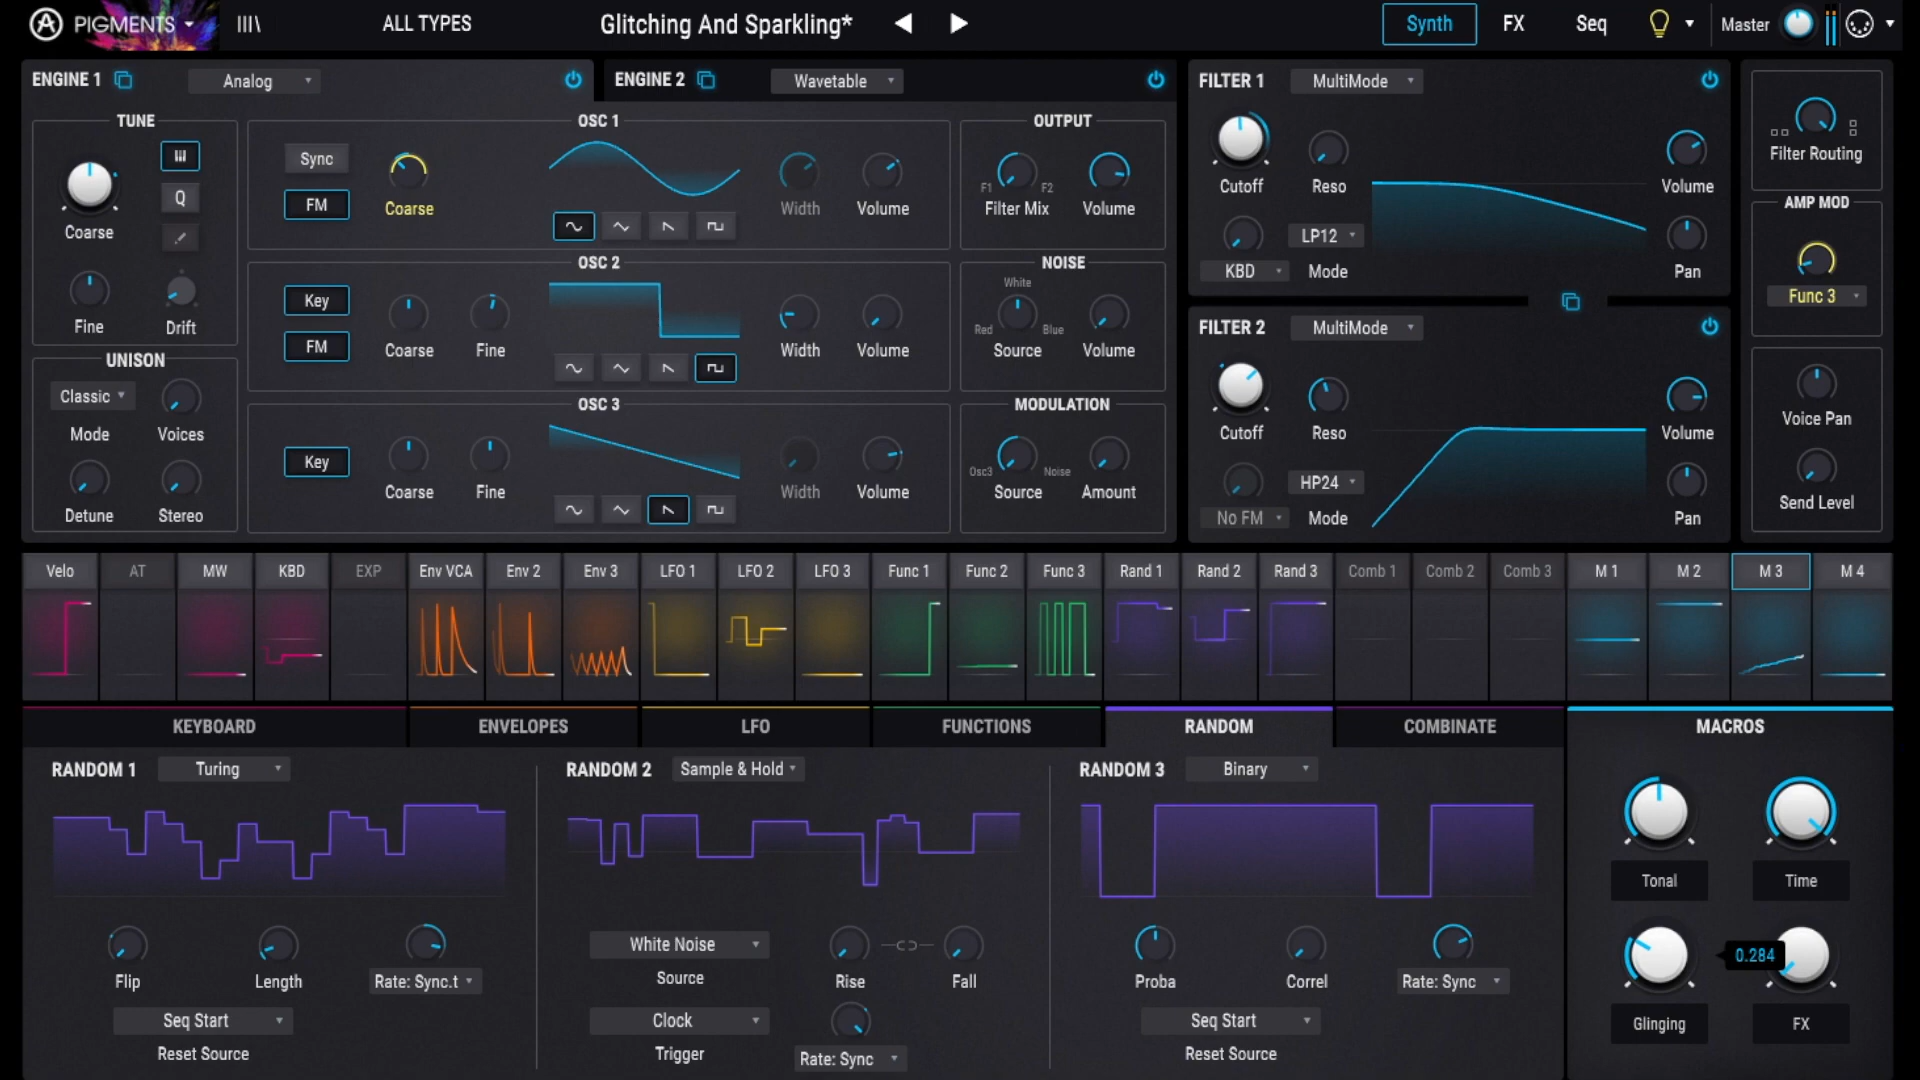 PIGMENTS
ALL TYPES
Glitching And Sparkling*
Synth
FX
Seq
Master
ENGINE 1
Analog
ENGINE 2
Wavetable
TUNE
Coarse
Q
Fine
Drift
UNISON
Classic
Mode
Voices
Detune
Stereo
OSC 1
Sync
FM
Coarse
Width
Volume
OSC 2
Key
FM
Coarse
Fine
Width
Volume
OSC 3
Key
Coarse
Fine
Width
Volume
OUTPUT
F1
F2
Filter Mix
Volume
NOISE
White
Red
Blue
Source
Volume
MODULATION
Osc3
Noise
Source
Amount
FILTER 1
MultiMode
Cutoff
Reso
Volume
KBD
LP12
Mode
Pan
FILTER 2
MultiMode
Cutoff
Reso
Volume
No FM
HP24
Mode
Pan
Filter Routing
AMP MOD
Func 3
Voice Pan
Send Level
Velo
AT
MW
KBD
EXP
Env VCA
Env 2
Env 3
LFO 1
LFO 2
LFO 3
Func 1
Func 2
Func 3
Rand 1
Rand 2
Rand 3
Comb 1
Comb 2
Comb 3
M 1
M 2
M 3
M 4
KEYBOARD
ENVELOPES
LFO
FUNCTIONS
RANDOM
COMBINATE
MACROS
RANDOM 1
Turing
Flip
Length
Rate: Sync.t
Seq Start
Reset Source
RANDOM 2
Sample & Hold
White Noise
Source
Rise
Fall
Clock
Trigger
Rate: Sync
RANDOM 3
Binary
Proba
Correl
Rate: Sync
Seq Start
Reset Source
Tonal
Time
0.284
Glinging
FX